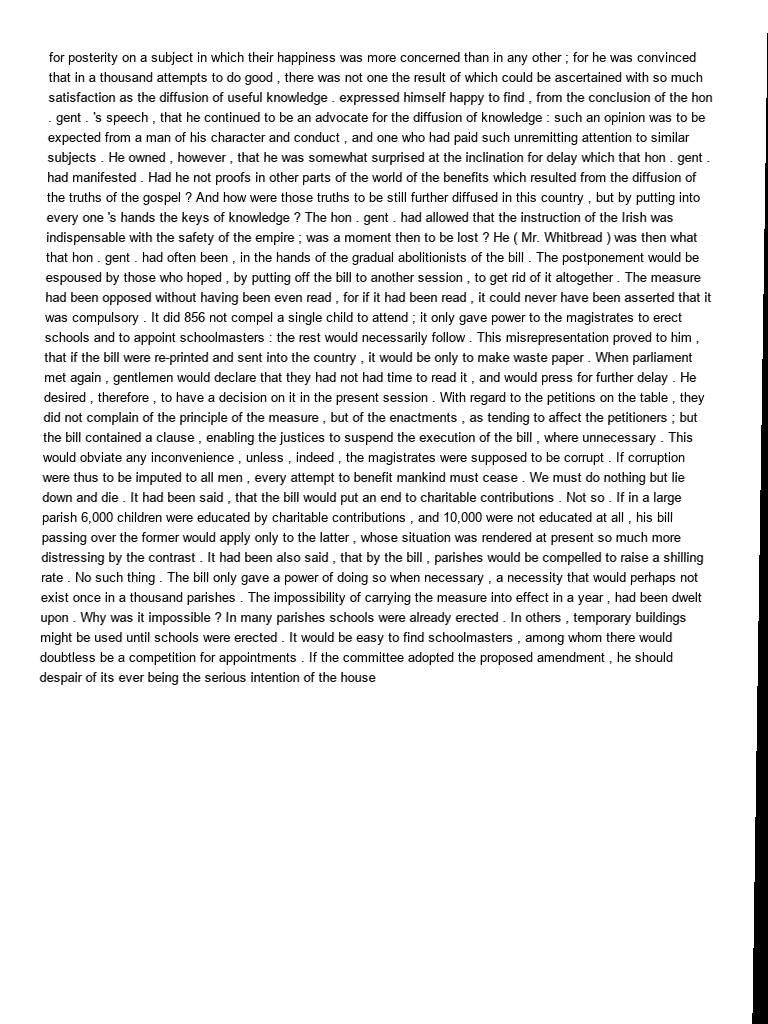 for posterity on a subject in which their happiness was more concerned than in any other ; for he was convinced
that in a thousand attempts to do good , there was not one the result of which could be ascertained with so much
satisfaction as the diffusion of useful knowledge . expressed himself happy to find , from the conclusion of the hon
. gent . 's speech , that he continued to be an advocate for the diffusion of knowledge : such an opinion was to be
expected from a man of his character and conduct , and one who had paid such unremitting attention to similar
subjects . He owned , however , that he was somewhat surprised at the inclination for delay which that hon . gent .
had manifested . Had he not proofs in other parts of the world of the benefits which resulted from the diffusion of
the truths of the gospel ? And how were those truths to be still further diffused in this country , but by putting into
every one 's hands the keys of knowledge ? The hon . gent . had allowed that the instruction of the Irish was
indispensable with the safety of the empire ; was a moment then to be lost ? He ( Mr. Whitbread ) was then what
that hon . gent . had often been , in the hands of the gradual abolitionists of the bill . The postponement would be
espoused by those who hoped , by putting off the bill to another session , to get rid of it altogether . The measure
had been opposed without having been even read , for if it had been read , it could never have been asserted that it
was compulsory . It did 856 not compel a single child to attend ; it only gave power to the magistrates to erect
schools and to appoint schoolmasters : the rest would necessarily follow . This misrepresentation proved to him ,
that if the bill were re-printed and sent into the country , it would be only to make waste paper . When parliament
met again , gentlemen would declare that they had not had time to read it , and would press for further delay . He
desired , therefore , to have a decision on it in the present session . With regard to the petitions on the table , they
did not complain of the principle of the measure , but of the enactments , as tending to affect the petitioners ; but
the bill contained a clause , enabling the justices to suspend the execution of the bill , where unnecessary . This
would obviate any inconvenience , unless , indeed , the magistrates were supposed to be corrupt . If corruption
were thus to be imputed to all men , every attempt to benefit mankind must cease . We must do nothing but lie
down and die . It had been said , that the bill would put an end to charitable contributions . Not so . If in a large
parish 6,000 children were educated by charitable contributions , and 10,000 were not educated at all , his bill
passing over the former would apply only to the latter , whose situation was rendered at present so much more
distressing by the contrast . It had been also said , that by the bill , parishes would be compelled to raise a shilling
rate . No such thing . The bill only gave a power of doing so when necessary , a necessity that would perhaps not
exist once in a thousand parishes . The impossibility of carrying the measure into effect in a year , had been dwelt
upon . Why was it impossible ? In many parishes schools were already erected . In others , temporary buildings
might be used until schools were erected . It would be easy to find schoolmasters , among whom there would
doubtless be a competition for appointments . If the committee adopted the proposed amendment , he should
despair of its ever being the serious intention of the house